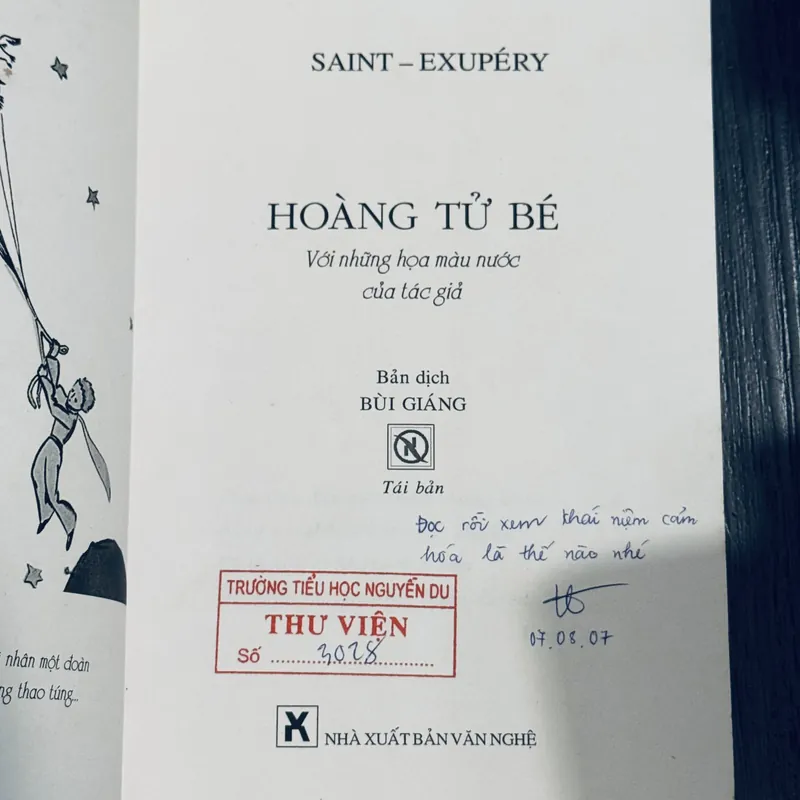 SAINT – EXUPÉRY
HOÀNG TỬ BÉ
Với những họa màu nước
của tác giả
Bản dịch
BÙI GIÁNG
N
Tái bản
Đọc rồi xem khái niệm cảm
hóa là thế nào nhé
07.08.07
TRƯỜNG TIỂU HỌC NGUYỄN DU
THƯ VIỆN
Số 3028
NHÀ XUẤT BẢN VĂN NGHỆ
nhân một đoàn
ng thao túng...